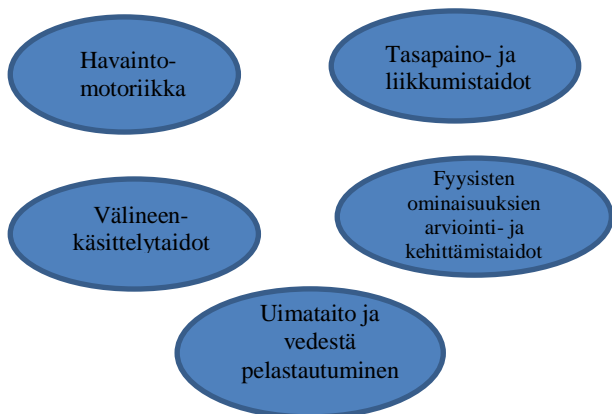 Havainto-
motoriikka
Tasapaino- ja
liikkumistaidot
Välineen-
käsittelytaidot
Fyysisten
ominaisuuksien
arviointi- ja
kehittämistaidot
Uimataito ja
vedestä
pelastautuminen